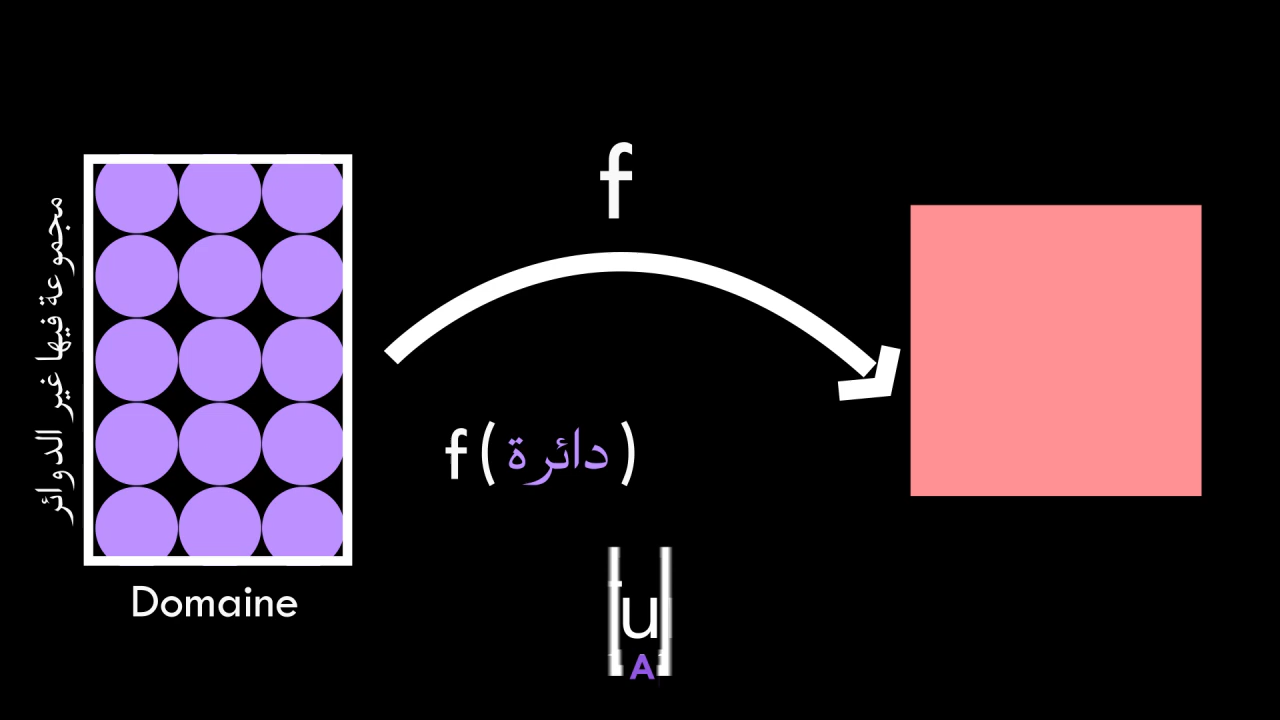 f
مجموعة فيها غير الدوائر
f(دائرة)
Domaine
u
A